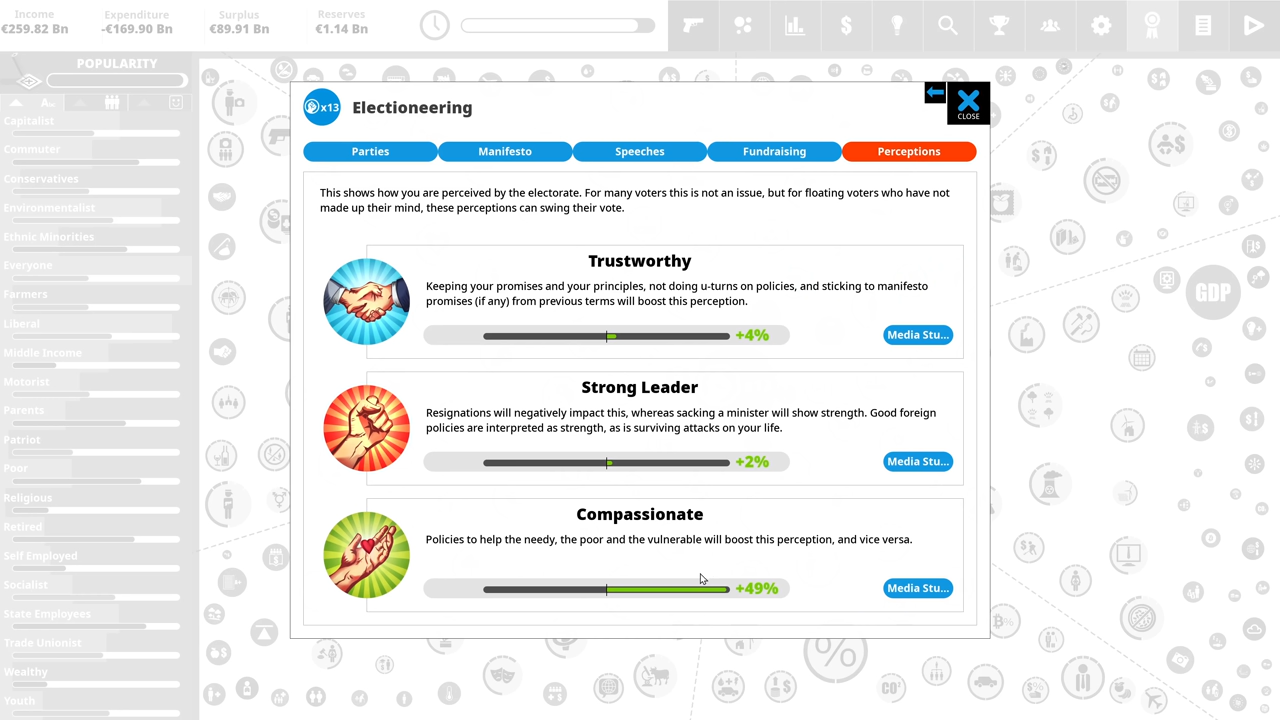 Income
Expenditure
Surplus
Reserves
€259.82 Bn
-€169.90 Bn
€89.91 Bn
€1.14 Bn
POPULARITY
Capitalist
Commuter
Conservatives
Environmentalist
Ethnic Minorities
Everyone
Farmers
Liberal
Middle Income
Motorist
Parents
Patriot
Poor
Religious
Retired
Self Employed
Socialist
State Employees
Trade Unionist
Wealthy
Youth
x13
Electioneering
CLOSE
Parties
Manifesto
Speeches
Fundraising
Perceptions
This shows how you are perceived by the electorate. For many voters this is not an issue, but for floating voters who have not
made up their mind, these perceptions can swing their vote.
Trustworthy
Keeping your promises and your principles, not doing u-turns on policies, and sticking to manifesto
promises (if any) from previous terms will boost this perception.
+4%
Media Stu...
Strong Leader
Resignations will negatively impact this, whereas sacking a minister will show strength. Good foreign
policies are interpreted as strength, as is surviving attacks on your life.
+2%
Media Stu...
Compassionate
Policies to help the needy, the poor and the vulnerable will boost this perception, and vice versa.
+49%
Media Stu...
GDP
CO²